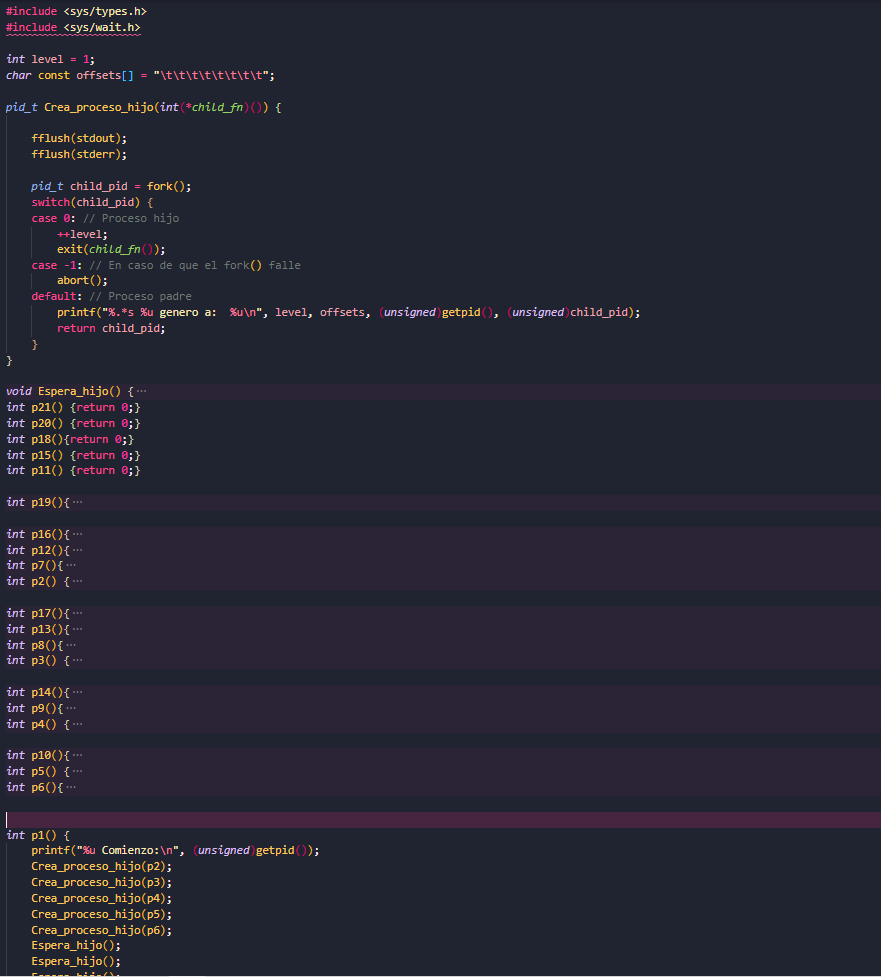 #include <sys/types.h>
#include <sys/wait.h>
int level = 1;
char const offsets[] = "\t\t\t\t\t\t\t\t";
pid_t Crea_proceso_hijo(int(*child_fn)()) {
fflush(stdout);
fflush(stderr);
pid_t child_pid = fork();
switch(child_pid) {
case 0: // Proceso hijo
++level;
exit(child_fn());
case -1: // En caso de que el fork() falle
abort();
default: // Proceso padre
printf("%.*s %u genero a:  %u\n", level, offsets, (unsigned)getpid(), (unsigned)child_pid);
return child_pid;
}
}
void Espera_hijo() {···
int p21() {return 0;}
int p20() {return 0;}
int p18(){return 0;}
int p15() {return 0;}
int p11() {return 0;}
int p19(){···
int p16(){···
int p12(){···
int p7(){···
int p2() {···
int p17(){···
int p13(){···
int p8(){···
int p3() {···
int p14(){···
int p9(){···
int p4() {···
int p10(){···
int p5() {···
int p6(){···
int p1() {
printf("%u Comienzo:\n", (unsigned)getpid());
Crea_proceso_hijo(p2);
Crea_proceso_hijo(p3);
Crea_proceso_hijo(p4);
Crea_proceso_hijo(p5);
Crea_proceso_hijo(p6);
Espera_hijo();
Espera_hijo();